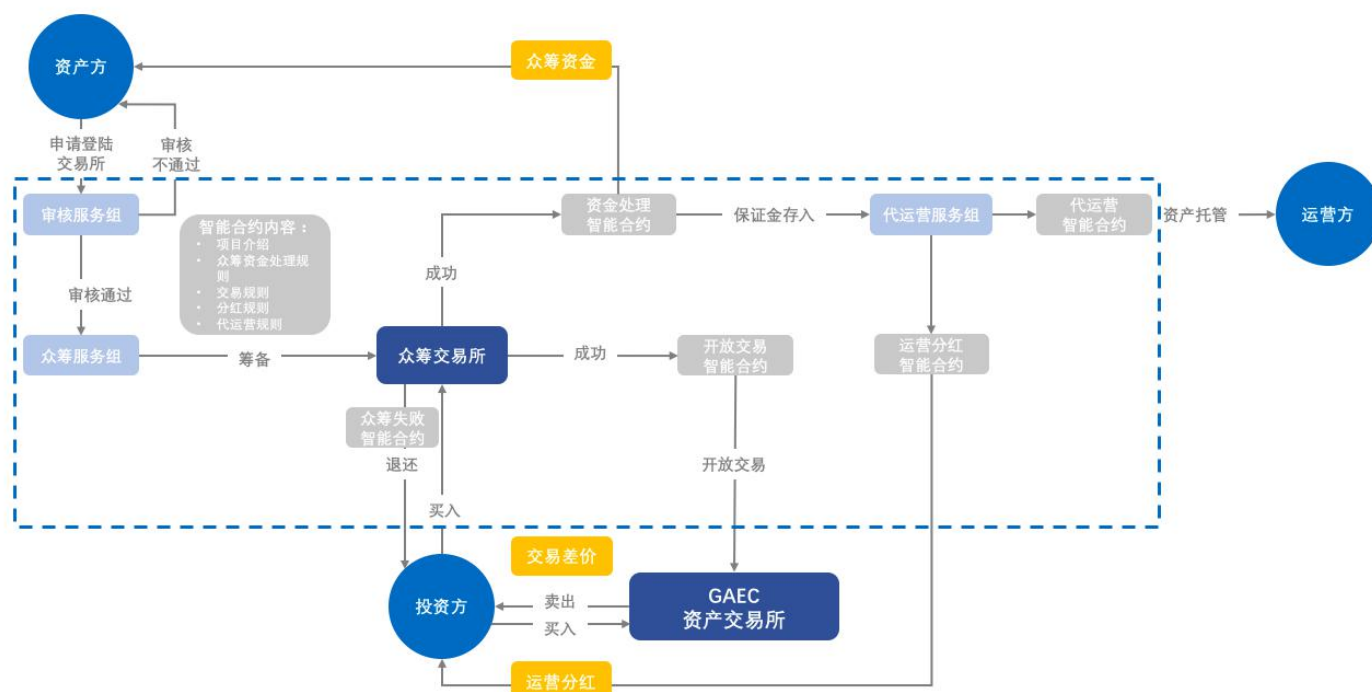 众筹资金
资产方
申请登陆
交易所
审核
不通过
审核服务组
智能合约内容：
• 项目介绍
• 众筹资金处理规
则
• 交易规则
• 分红规则
• 代运营规则
资金处理
智能合约
保证金存入
代运营服务组
代运营
智能合约
资产托管
运营方
成功
审核通过
众筹服务组
筹备
众筹交易所
成功
开放交易
智能合约
运营分红
智能合约
众筹失败
智能合约
退还
开放交易
买入
交易差价
投资方
卖出
买入
GAEC
资产交易所
运营分红